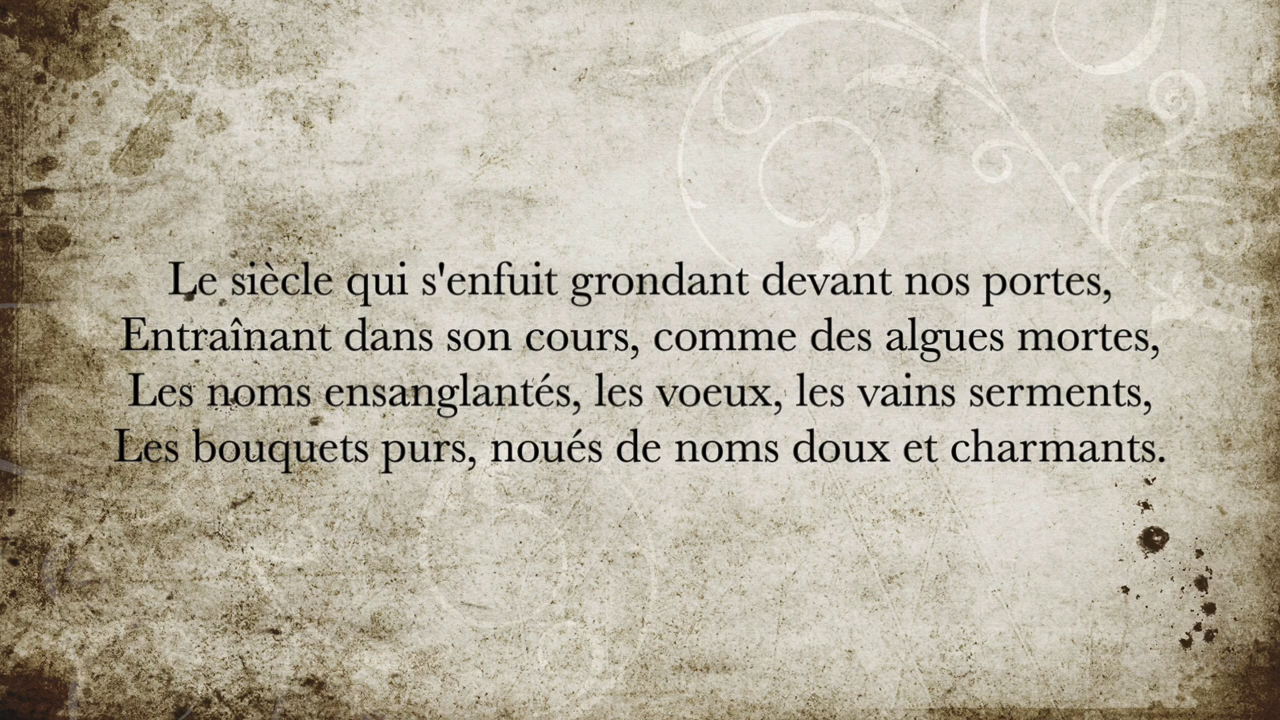 Le siècle qui s'enfuit grondant devant nos portes,
Entraînant dans son cours, comme des algues mortes,
Les noms ensanglantés, les voeux, les vains serments,
Les bouquets purs, noués de noms doux et charmants.